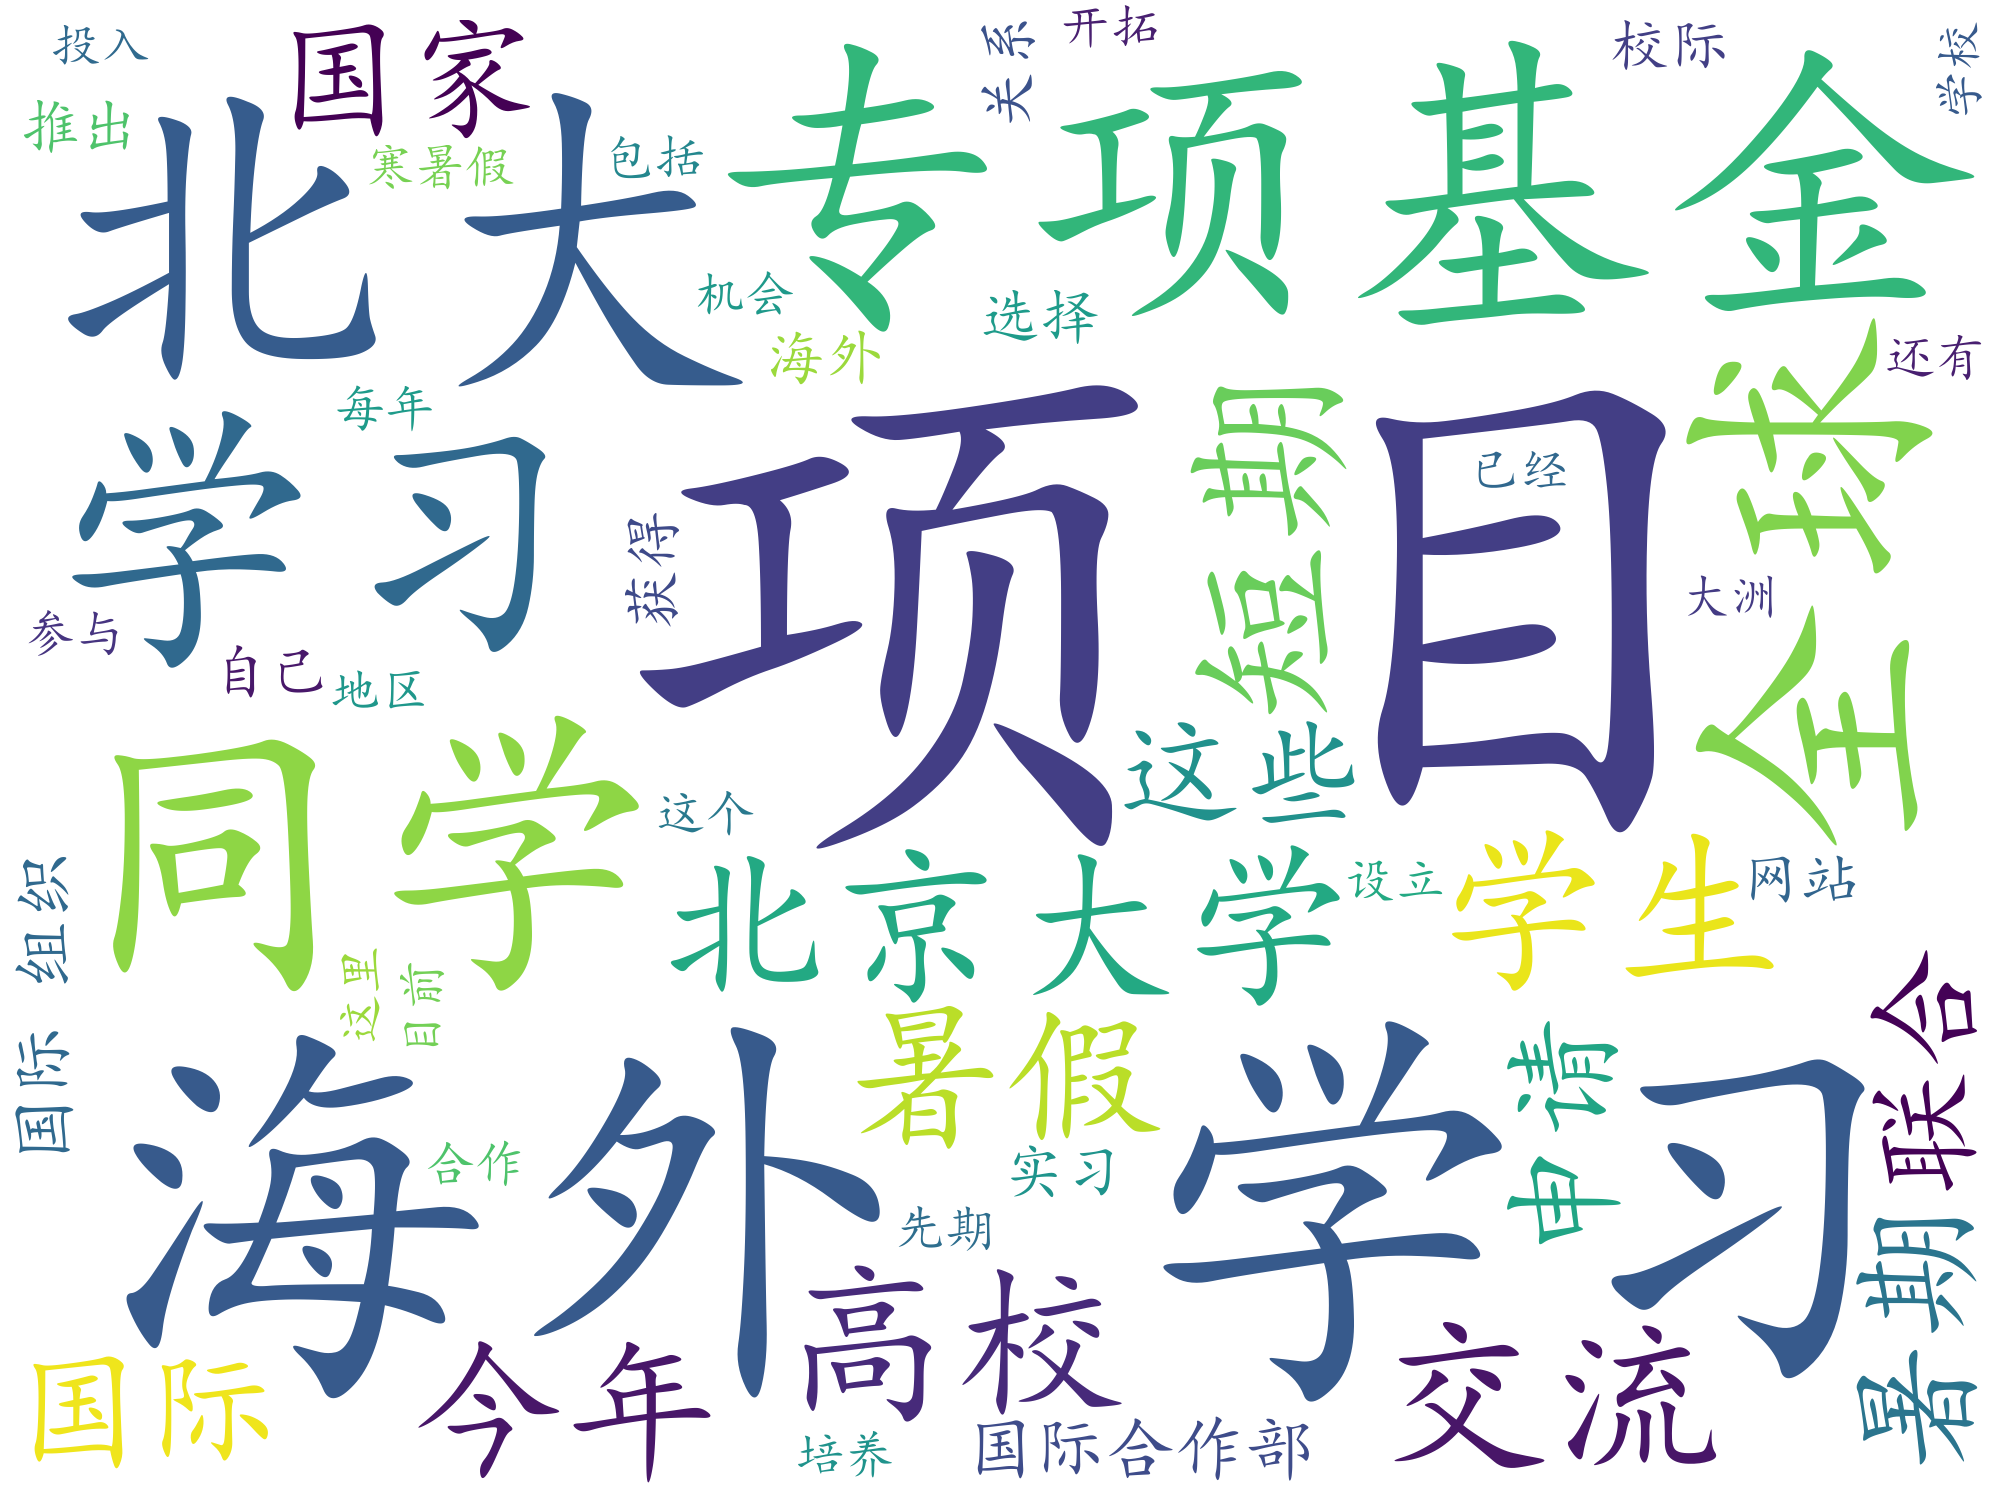 投入
国家
关系
开拓
校际
学校
推出
北大
寒暑假
包括
专项基金
机会
选择
海外
还有
每年
学习
项目
短期
已经
全球
获得
大洲
参与
自己
地区
同学
这些
这个
北京大学
设立
学生
网站
国际 组织
这里
目前
海外 学习
暑假
申请
联合
合作
实习
先期
暑期
国际
今年
高校
交流
培养
国际合作部